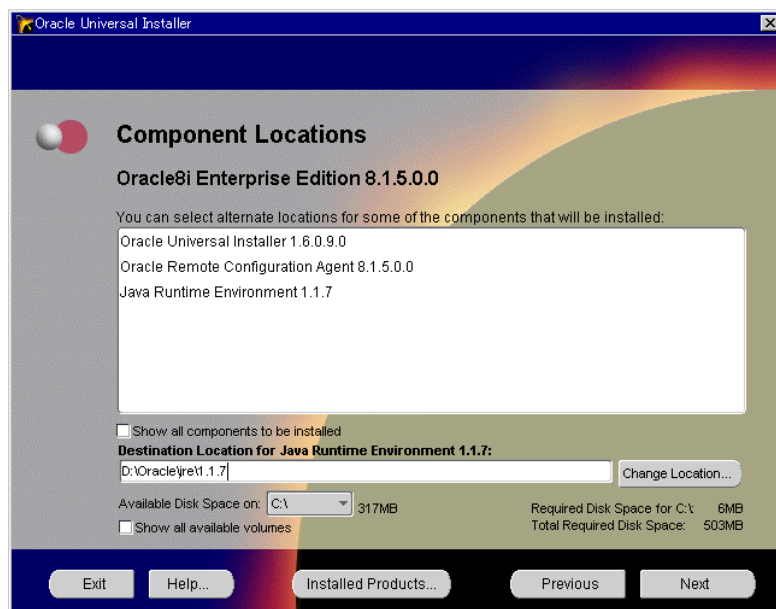 Oracle Universal Installer
Component Locations
Oracle8i Enterprise Edition 8.1.5.0.0
You can select alternate locations for some of the components that will be installed:
Oracle Universal Installer 1.6.0.9.0
Oracle Remote Configuration Agent 8.1.5.0.0
Java Runtime Environment 1.1.7
Show all components to be installed
Destination Location for Java Runtime Environment 1.1.7:
D:\Oracle\jre\1.1.7
Change Location...
Available Disk Space on: C:\ 317MB
Required Disk Space for C:\: 6MB
Show all available volumes
Total Required Disk Space: 503MB
Exit Help... Installed Products... Previous Next